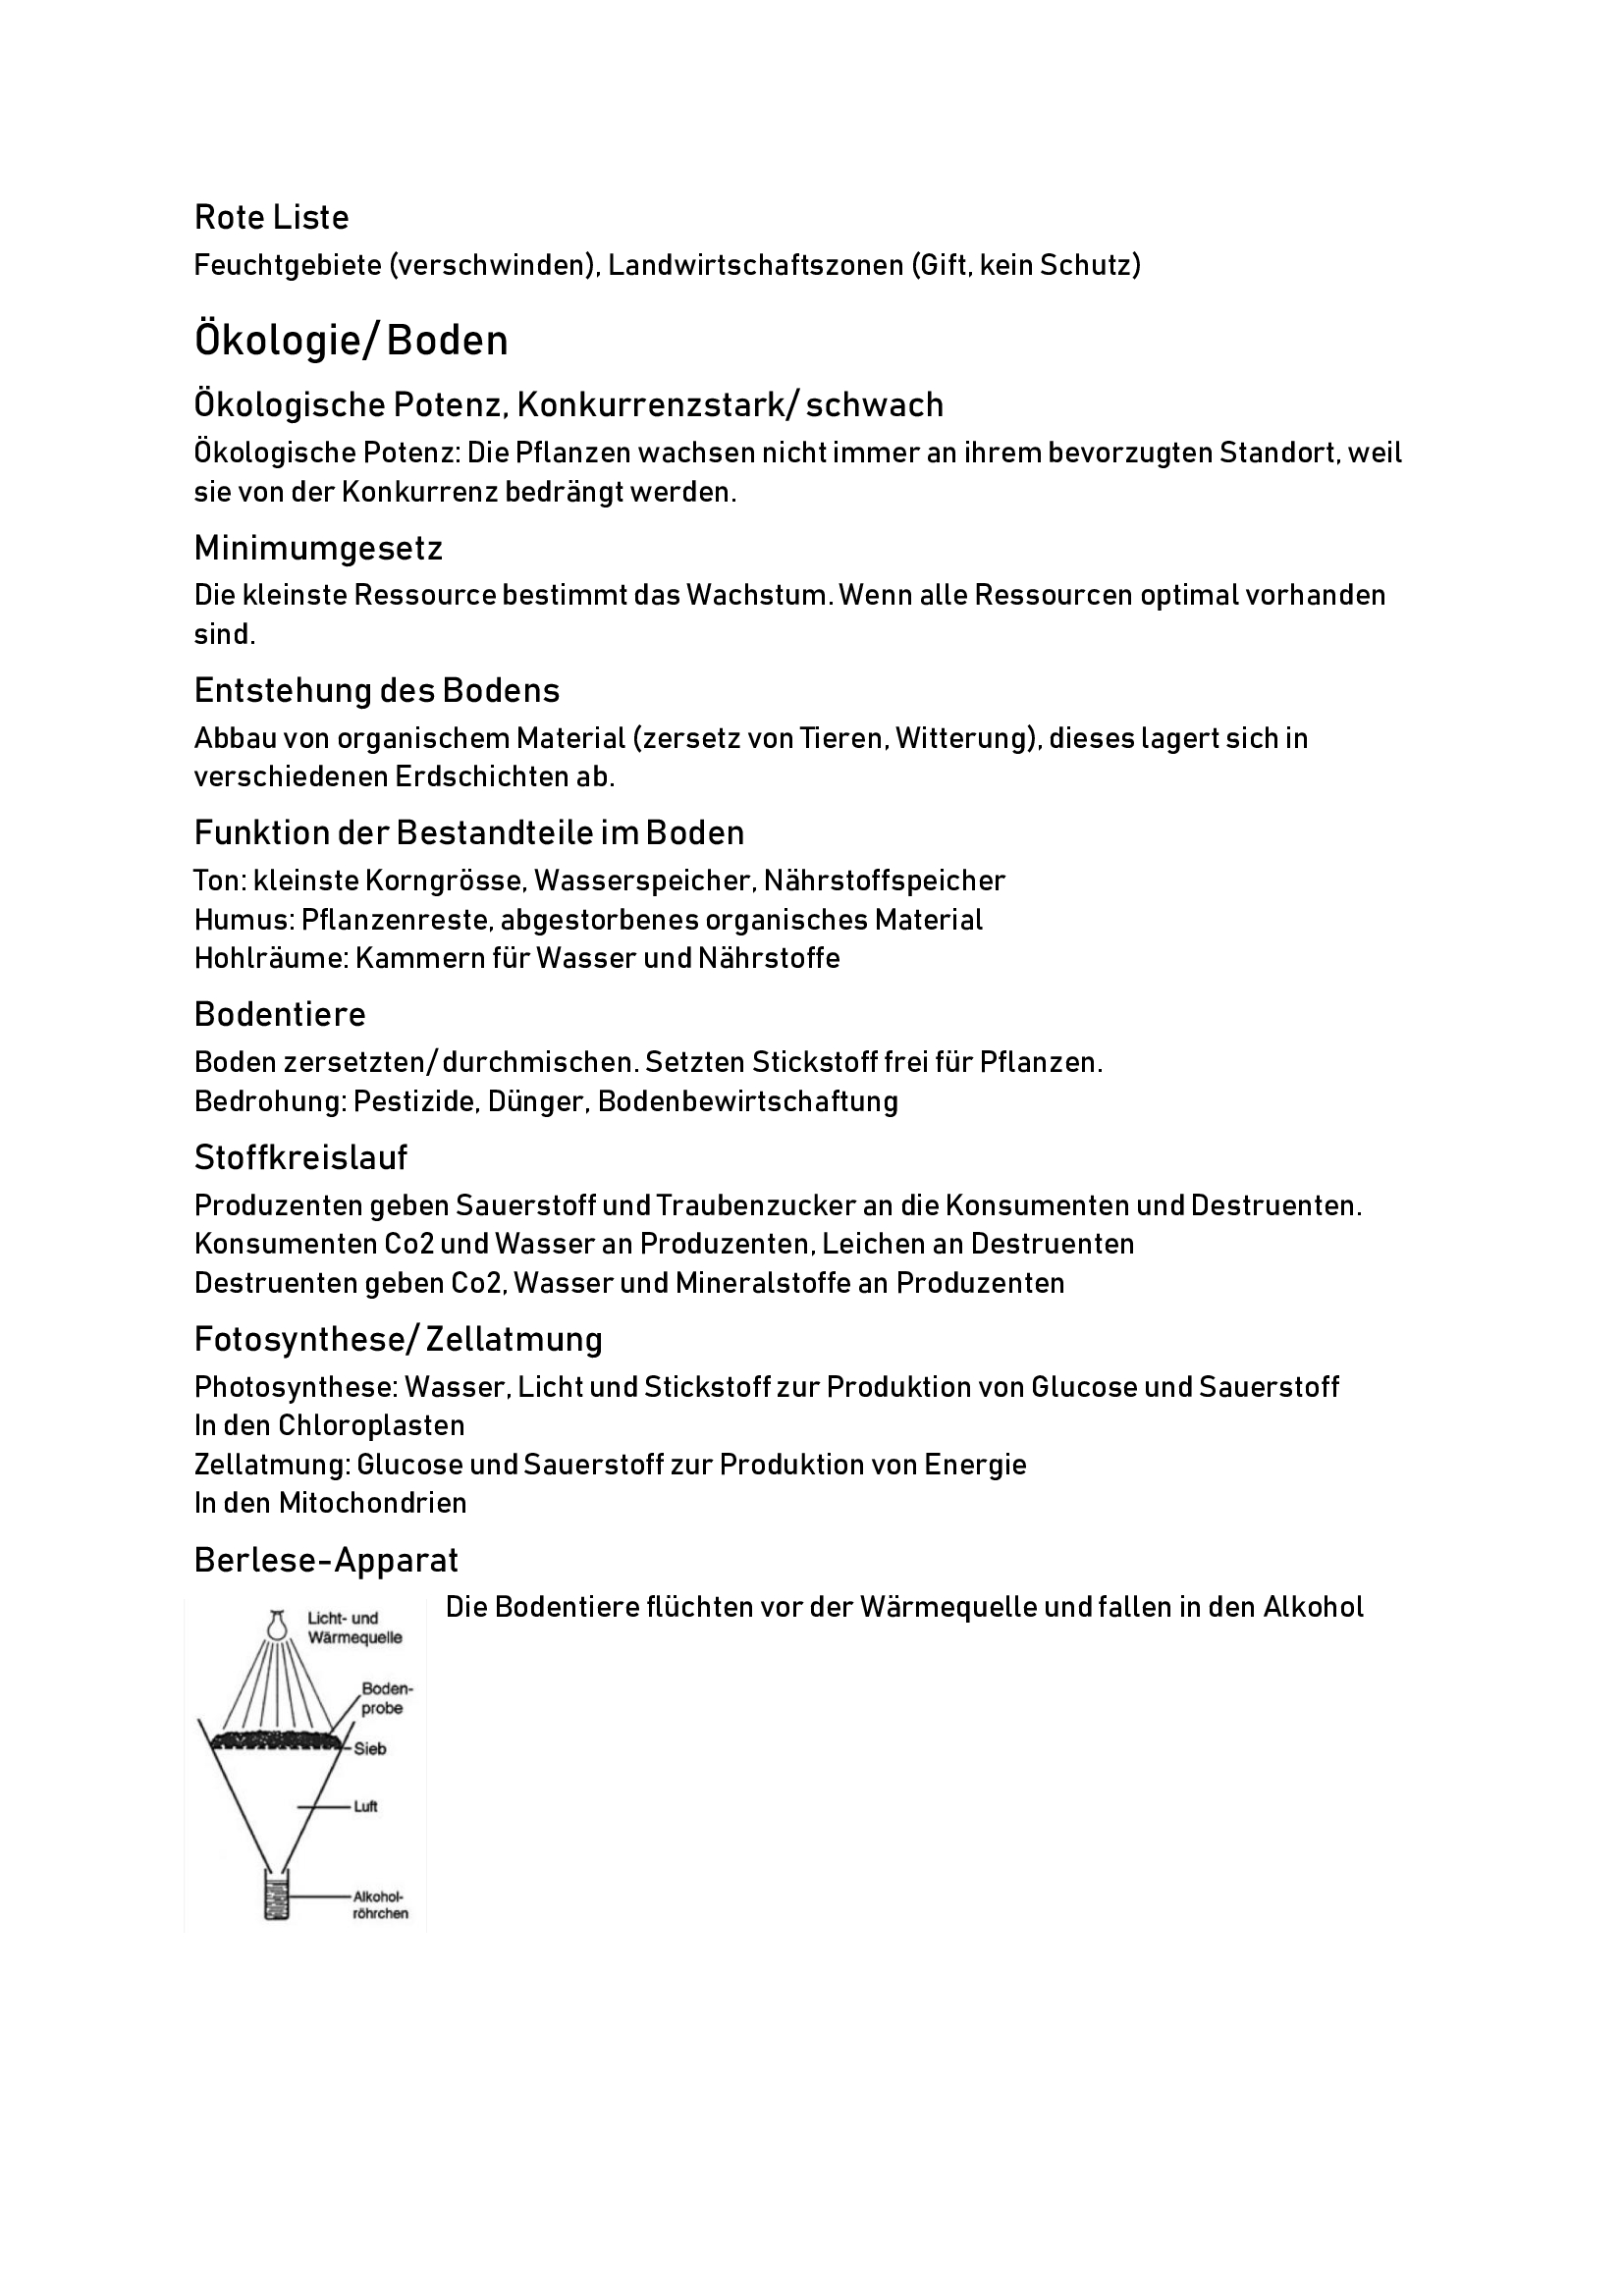 Rote Liste
Feuchtgebiete (verschwinden), Landwirtschaftszonen (Gift, kein Schutz)
Ökologie/ Boden
Ökologische Potenz, Konkurrenzstark/ schwach
Ökologische Potenz: Die Pflanzen wachsen nicht immer an ihrem bevorzugten Standort, weil
sie von der Konkurrenz bedrängt werden.
Minimumgesetz
Die kleinste Ressource bestimmt das Wachstum. Wenn alle Ressourcen optimal vorhanden
sind.
Entstehung des Bodens
Abbau von organischem Material (zersetz von Tieren, Witterung), dieses lagert sich in
verschiedenen Erdschichten ab.
Funktion der Bestandteile im Boden
Ton: kleinste Korngrösse, Wasserspeicher, Nährstoffspeicher
Humus: Pflanzenreste, abgestorbenes organisches Material
Hohlräume: Kammern für Wasser und Nährstoffe
Bodentiere
Boden zersetzten/ durchmischen. Setzten Stickstoff frei für Pflanzen.
Bedrohung: Pestizide, Dünger, Bodenbewirtschaftung
Stoffkreislauf
Produzenten geben Sauerstoff und Traubenzucker an die Konsumenten und Destruenten.
Konsumenten Co2 und Wasser an Produzenten, Leichen an Destruenten
Destruenten geben Co2, Wasser und Mineralstoffe an Produzenten
Fotosynthese/ Zellatmung
Photosynthese: Wasser, Licht und Stickstoff zur Produktion von Glucose und Sauerstoff
In den Chloroplasten
Zellatmung: Glucose und Sauerstoff zur Produktion von Energie
In den Mitochondrien
Berlese-Apparat
Die Bodentiere flüchten vor der Wärmequelle und fallen in den Alkohol
Licht- und
Wärmequelle
Boden-
probe
Sieb
Luft
Alkohol-
röhrchen